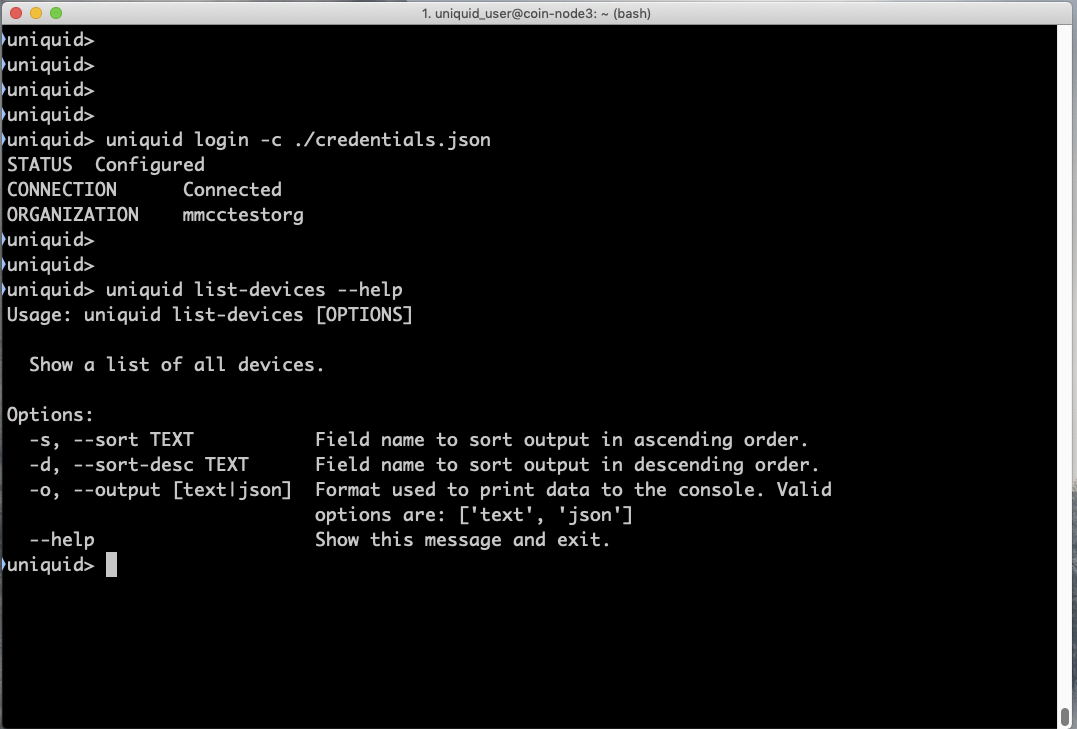 1. uniquid_user@coin-node3: ~ (bash)
uniquid>
uniquid>
uniquid>
uniquid>
uniquid> uniquid login -c ./credentials.json
STATUS  Configured
CONNECTION      Connected
ORGANIZATION    mmcctestorg
uniquid>
uniquid>
uniquid> uniquid list-devices --help
Usage: uniquid list-devices [OPTIONS]
  Show a list of all devices.
Options:
  -s, --sort TEXT           Field name to sort output in ascending order.
  -d, --sort-desc TEXT      Field name to sort output in descending order.
  -o, --output [text|json]  Format used to print data to the console. Valid
                            options are: ['text', 'json']
  --help                    Show this message and exit.
uniquid>